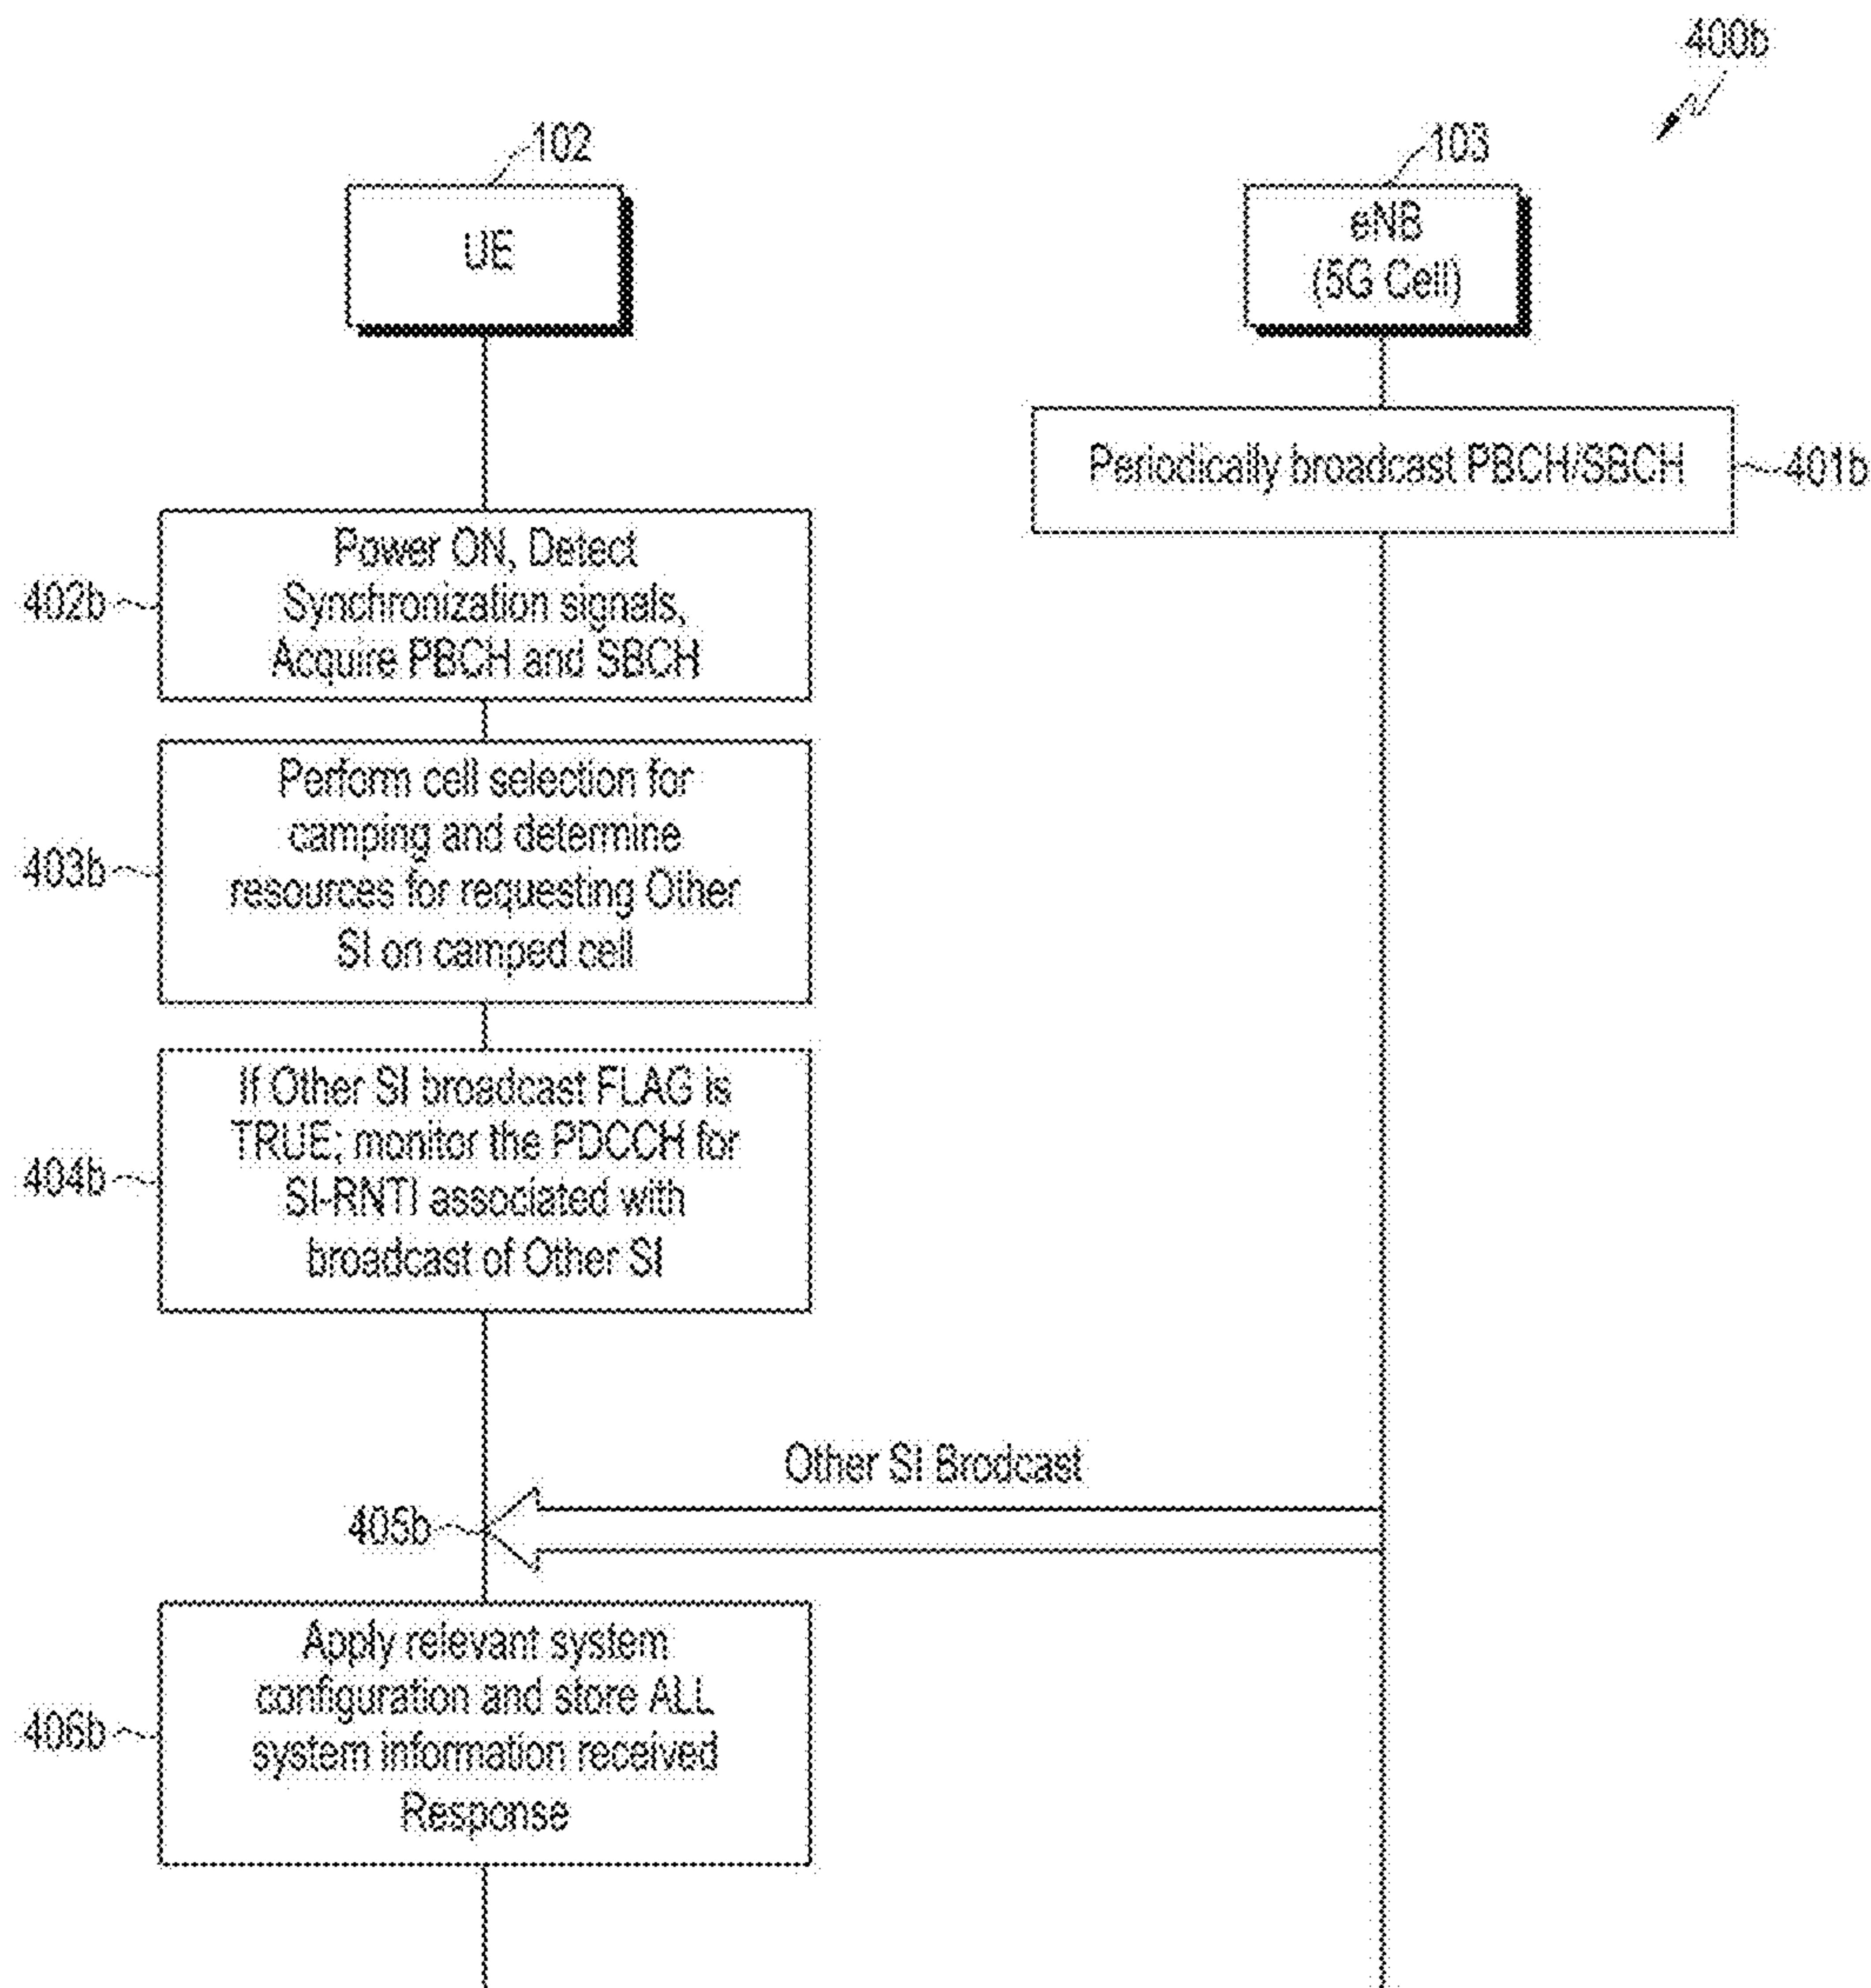 400b
102
103
UE
eNB
(5G Cell)
Periodically broadcast PBCH/SBCH
401b
Power ON, Detect
Synchronization signals,
Acquire PBCH and SBCH
402b
Perform cell selection for
camping and determine
resources for requesting Other
SI on camped cell
403b
If Other SI broadcast FLAG is
TRUE; monitor the PDCCH for
SI-RNTI associated with
broadcast of Other SI
404b
Other SI Brodcast
405b
Apply relevant system
configuration and store ALL
system information received
Response
406b